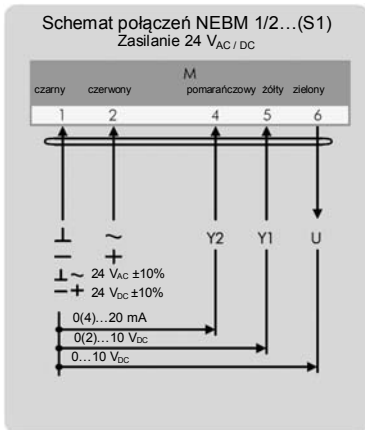 Schemat połączeń NEBM 1/2…(S1)
Zasilanie 24 VAC / DC
M
czarny czerwony pomarańczowy żółty zielony
1 2 4 5 6
⊥ ~ Y2 Y1 U
− +
⊥ ~ 24 VAC ±10%
− + 24 VDC ±10%
0(4)…20 mA
0(2)…10 VDC
0…10 VDC